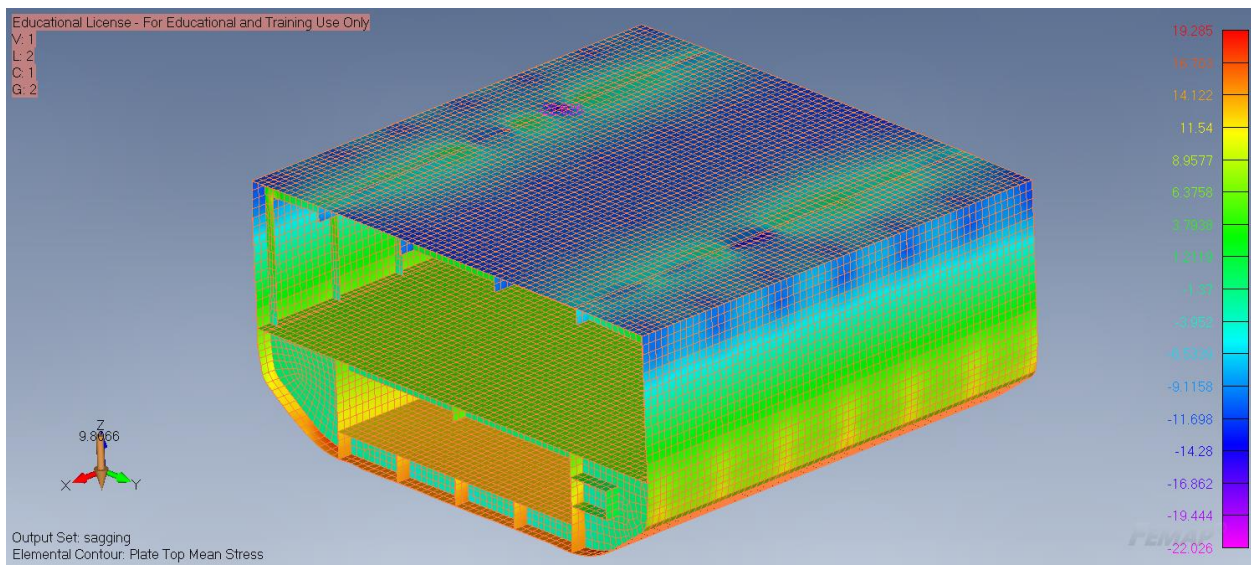 Educational License - For Educational and Training Use Only
V: 1
L: 2
C: 1
G: 2
19.285
14.122
11.54
8.9577
6.3758
-3.952
-9.1158
-11.698
-14.28
-16.862
-19.444
-22.026
Z
X
Y
Output Set: sagging
Elemental Contour: Plate Top Mean Stress
FEMAP